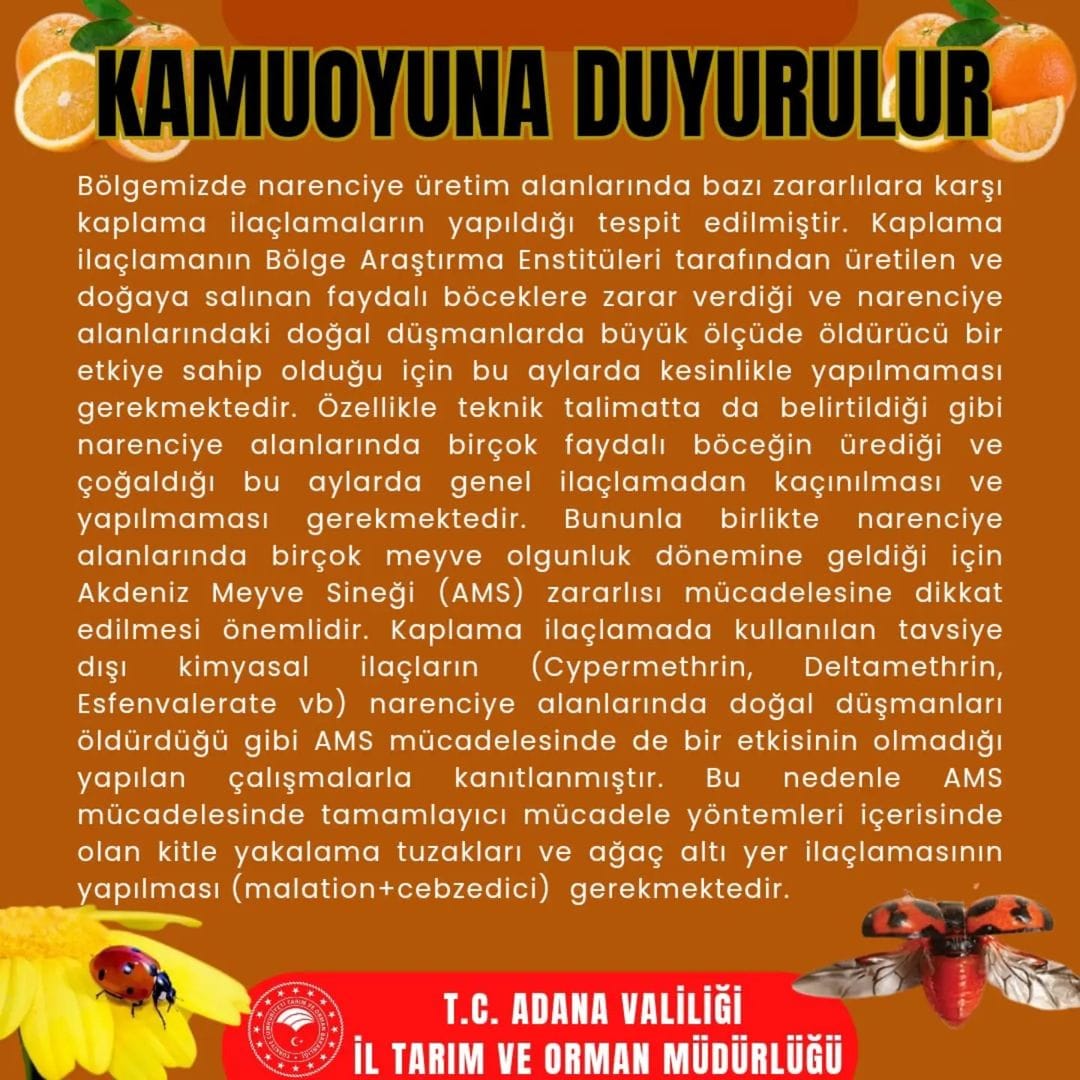 KAMUOYUNA DUYURULUR
Bölgemizde narenciye üretim alanlarında bazı zararlılara karşı
kaplama ilaçlamaların yapıldığı tespit edilmiştir. Kaplama
ilaçlamanın Bölge Araştırma Enstitüleri tarafından üretilen ve
doğaya salınan faydalı böceklere zarar verdiği ve narenciye
alanlarındaki doğal düşmanlarda büyük ölçüde öldürücü bir
etkiye sahip olduğu için bu aylarda kesinlikle yapılmaması
gerekmektedir. Özellikle teknik talimatta da belirtildiği gibi
narenciye alanlarında birçok faydalı böceğin ürediği ve
çoğaldığı bu aylarda genel ilaçlamadan kaçınılması ve
yapılmaması gerekmektedir. Bununla birlikte narenciye
alanlarında birçok meyve olgunluk dönemine geldiği için
Akdeniz Meyve Sineği (AMS) zararlısı mücadelesine dikkat
edilmesi önemlidir. Kaplama ilaçlamada kullanılan tavsiye
dışı kimyasal ilaçların (Cypermethrin, Deltamethrin,
Esfenvalerate vb) narenciye alanlarında doğal düşmanları
öldürdüğü gibi AMS mücadelesinde de bir etkisinin olmadığı
yapılan çalışmalarla kanıtlanmıştır. Bu nedenle AMS
mücadelesinde tamamlayıcı mücadele yöntemleri içerisinde
olan kitle yakalama tuzakları ve ağaç altı yer ilaçlamasının
yapılması (malation+cebzedici) gerekmektedir.
T.C. ADANA VALİLİĞİ
İL TARIM VE ORMAN MÜDÜRLÜĞÜ